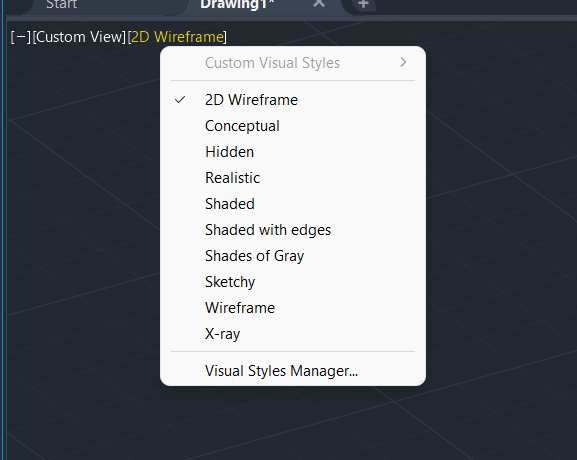 Start Drawing1*
[−][Custom View][2D Wireframe]
Custom Visual Styles
2D Wireframe
Conceptual
Hidden
Realistic
Shaded
Shaded with edges
Shades of Gray
Sketchy
Wireframe
X-ray
Visual Styles Manager...